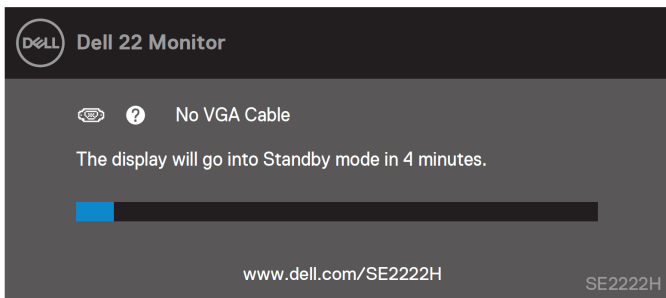 DELL Dell 22 Monitor
? No VGA Cable
The display will go into Standby mode in 4 minutes.
www.dell.com/SE2222H
SE2222H